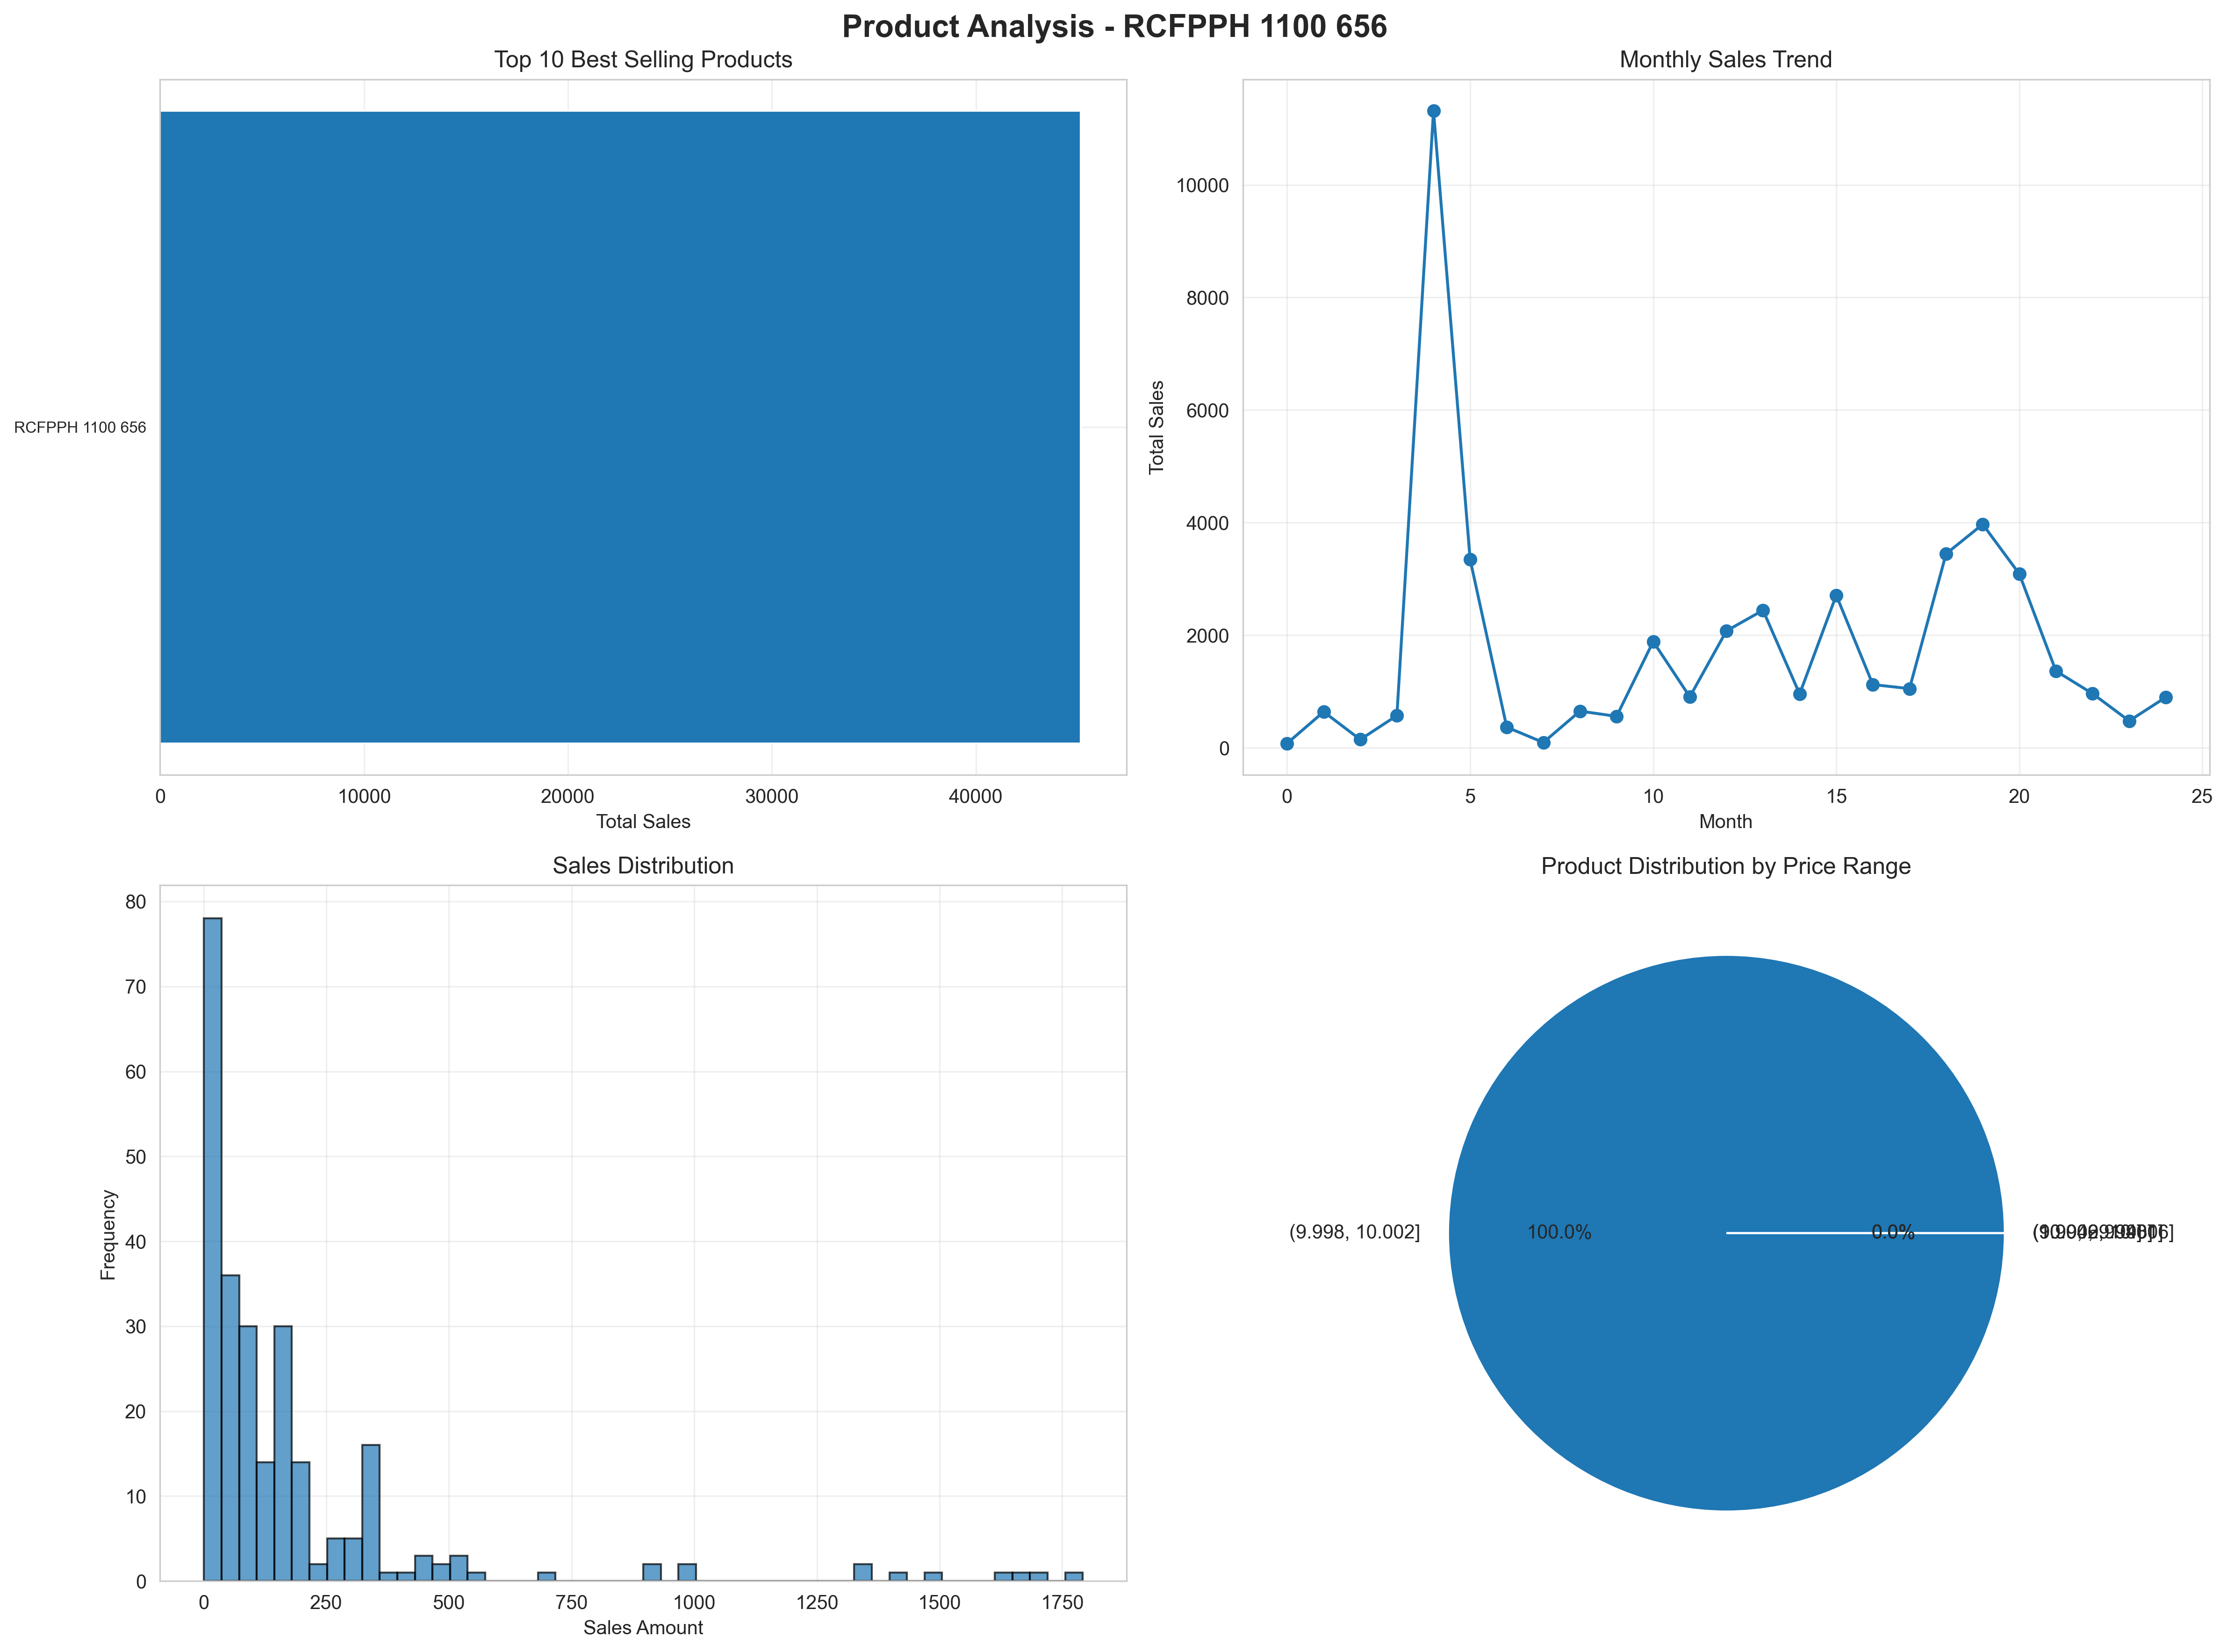 Product Analysis - RCFPPH 1100 656
Top 10 Best Selling Products
RCFPPH 1100 656
0 10000 20000 30000 40000
Total Sales
Monthly Sales Trend
Total Sales
10000
8000
6000
4000
2000
0
0 5 10 15 20 25
Month
Sales Distribution
Frequency
80
70
60
50
40
30
20
10
0
0 250 500 750 1000 1250 1500 1750
Sales Amount
Product Distribution by Price Range
(9.998, 10.002] 100.0% 0.0%